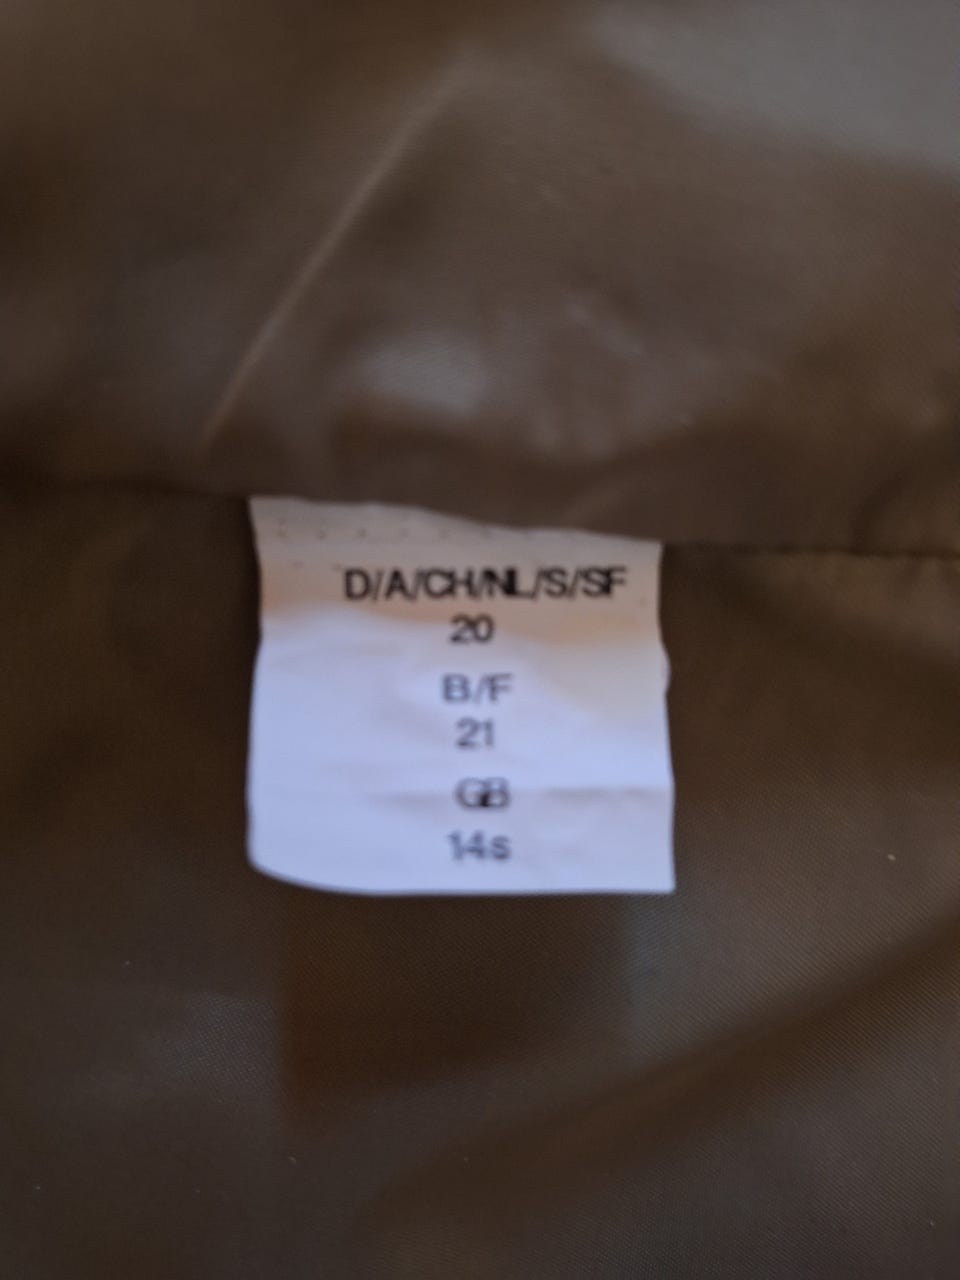 D/A/CH/NL/S/SF
20
B/F
21
GB
14s